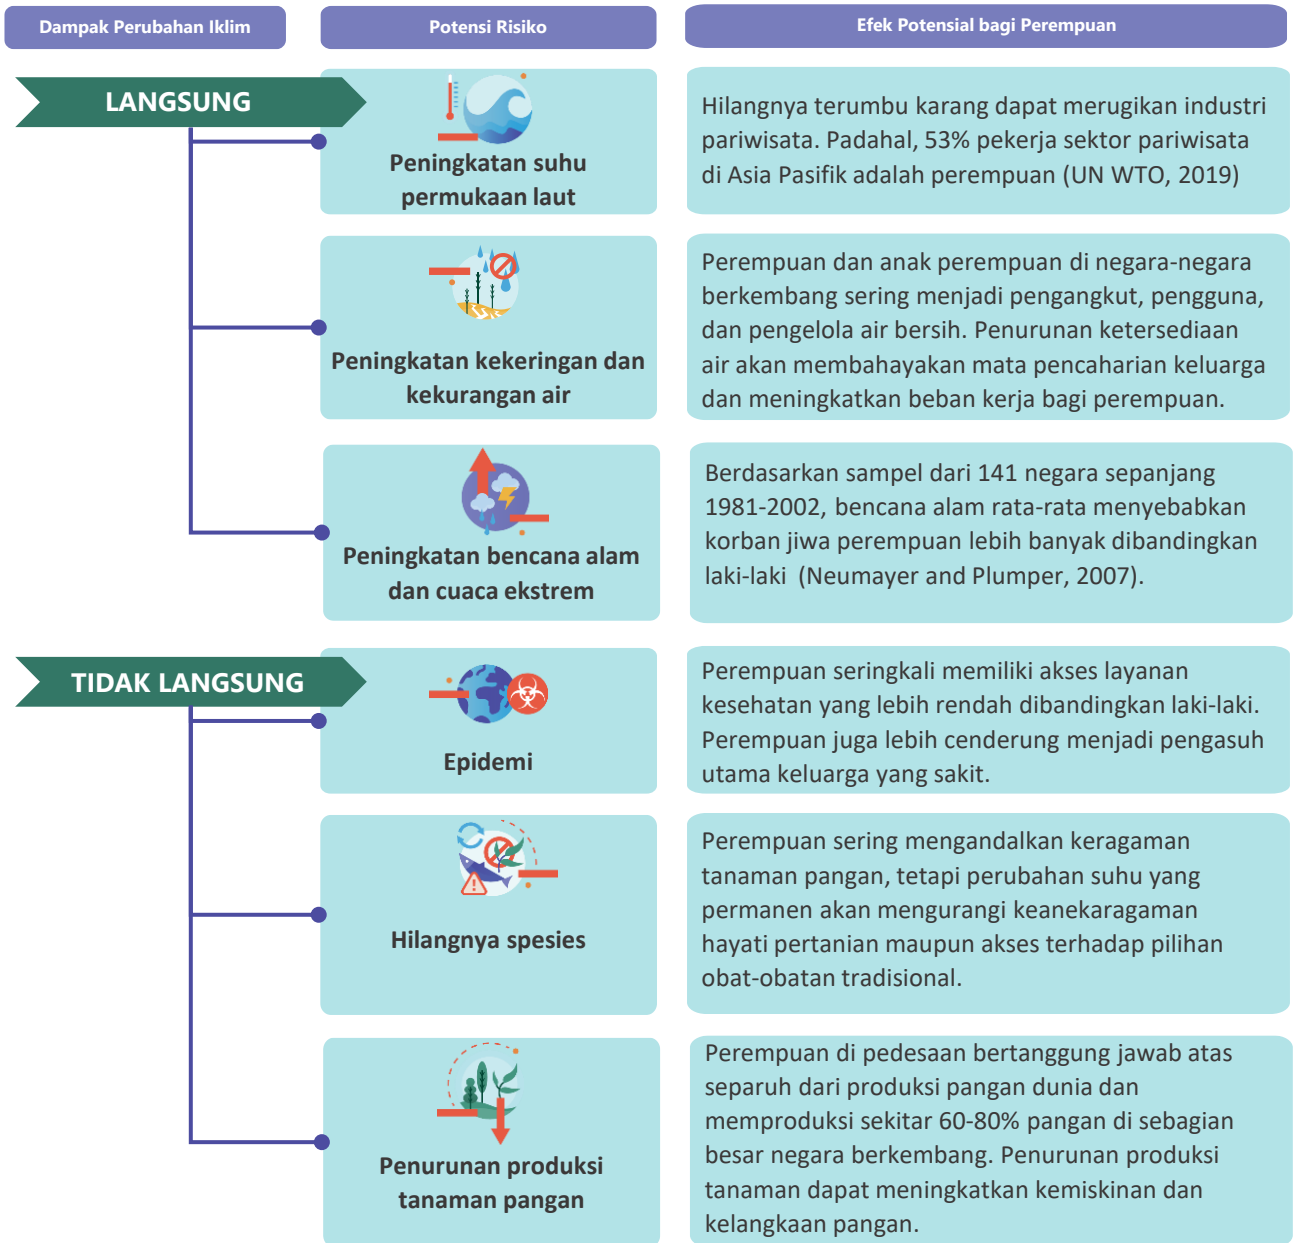 Dampak Perubahan Iklim
Potensi Risiko
Efek Potensial bagi Perempuan
LANGSUNG
Peningkatan suhu
permukaan laut
Hilangnya terumbu karang dapat merugikan industri
pariwisata. Padahal, 53% pekerja sektor pariwisata
di Asia Pasifik adalah perempuan (UN WTO, 2019)
Peningkatan kekeringan dan
kekurangan air
Perempuan dan anak perempuan di negara-negara
berkembang sering menjadi pengangkut, pengguna,
dan pengelola air bersih. Penurunan ketersediaan
air akan membahayakan mata pencaharian keluarga
dan meningkatkan beban kerja bagi perempuan.
Peningkatan bencana alam
dan cuaca ekstrem
Berdasarkan sampel dari 141 negara sepanjang
1981-2002, bencana alam rata-rata menyebabkan
korban jiwa perempuan lebih banyak dibandingkan
laki-laki (Neumayer and Plumper, 2007).
TIDAK LANGSUNG
Epidemi
Perempuan seringkali memiliki akses layanan
kesehatan yang lebih rendah dibandingkan laki-laki.
Perempuan juga lebih cenderung menjadi pengasuh
utama keluarga yang sakit.
Hilangnya spesies
Perempuan sering mengandalkan keragaman
tanaman pangan, tetapi perubahan suhu yang
permanen akan mengurangi keanekaragaman
hayati pertanian maupun akses terhadap pilihan
obat-obatan tradisional.
Penurunan produksi
tanaman pangan
Perempuan di pedesaan bertanggung jawab atas
separuh dari produksi pangan dunia dan
memproduksi sekitar 60-80% pangan di sebagian
besar negara berkembang. Penurunan produksi
tanaman dapat meningkatkan kemiskinan dan
kelangkaan pangan.